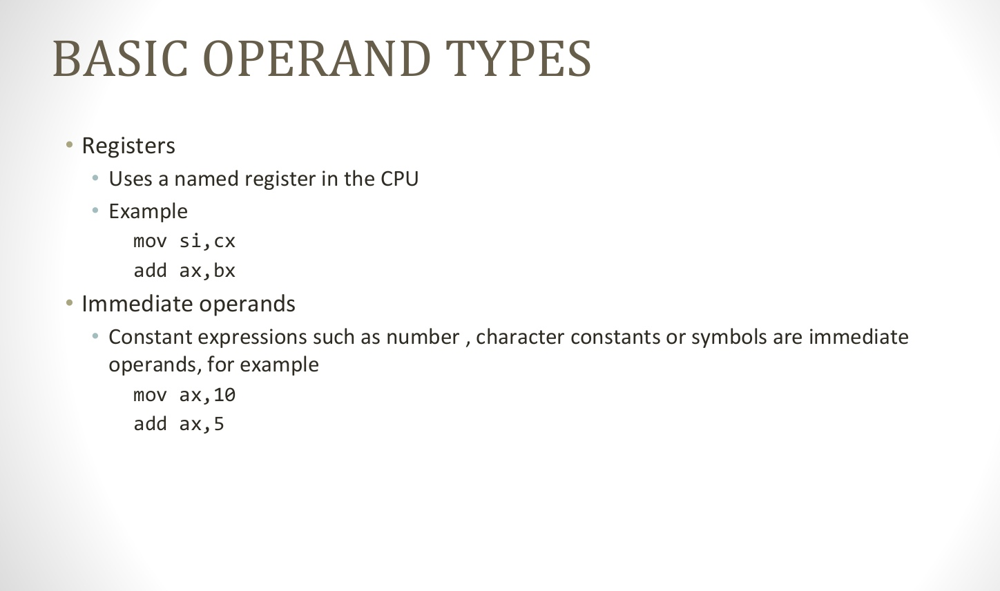 BASIC OPERAND TYPES
• Registers
• Uses a named register in the CPU
• Example
mov si,cx
add ax,bx
• Immediate operands
• Constant expressions such as number , character constants or symbols are immediate
operands, for example
mov ax,10
add ax,5